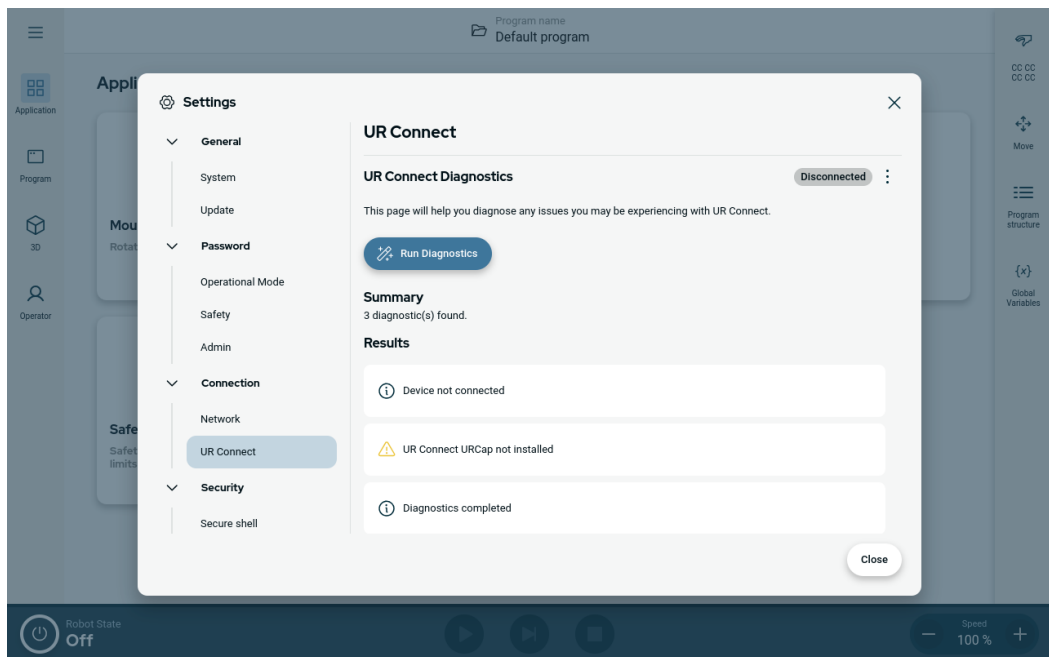 Program name
Default program
Application
Program
3D
Operator
Appli
Mou
Rotat
Safe
Safet
limits
Settings
General
System
Update
Password
Operational Mode
Safety
Admin
Connection
Network
UR Connect
Security
Secure shell
UR Connect
UR Connect Diagnostics
Disconnected
This page will help you diagnose any issues you may be experiencing with UR Connect.
Run Diagnostics
Summary
3 diagnostic(s) found.
Results
Device not connected
UR Connect URCap not installed
Diagnostics completed
Close
CC CC
CC CC
Move
Program
structure
{x}
Global
Variables
Robot State
Off
Speed
100 %